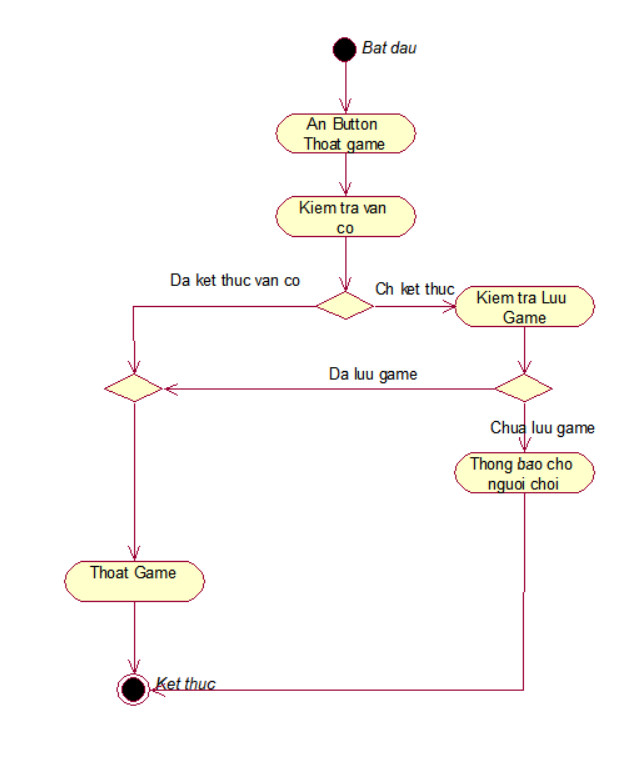 Bat dau
An Button
Thoat game
Kiem tra van
co
Da ket thuc van co
Ch ket thuc
Kiem tra Luu
Game
Da luu game
Chua luu game
Thong bao cho
nguoi choi
Thoat Game
Ket thuc